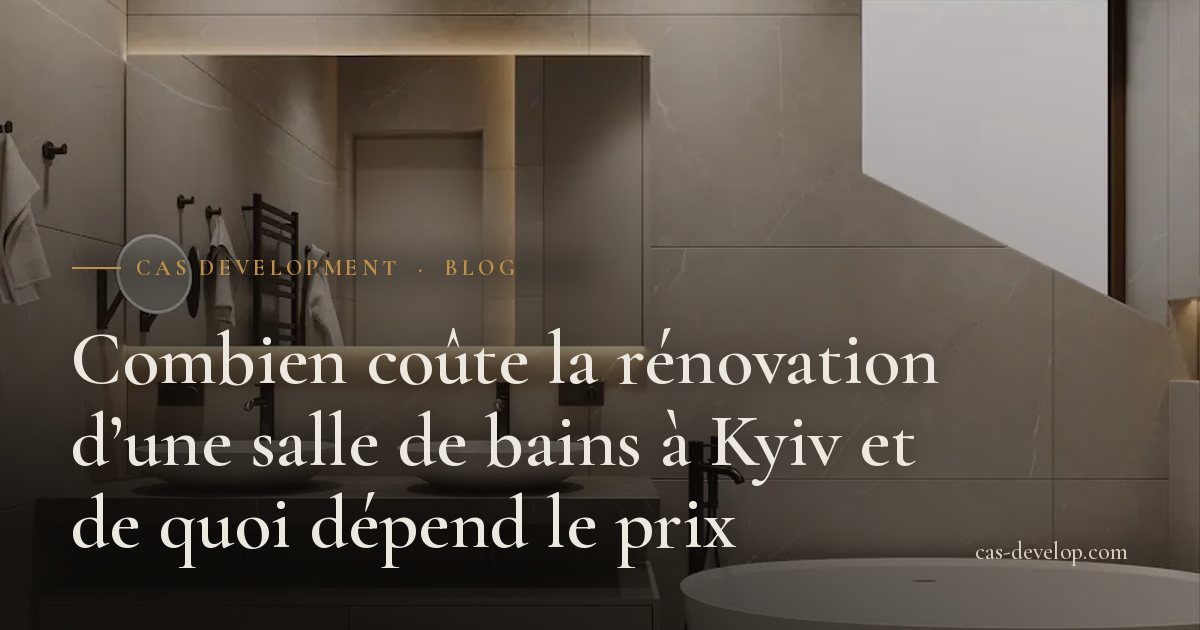 CAS DEVELOPMENT · BLOG
Combien coûte la rénovation
d’une salle de bains à Kyiv et
de quoi dépend le prix
cas-develop.com